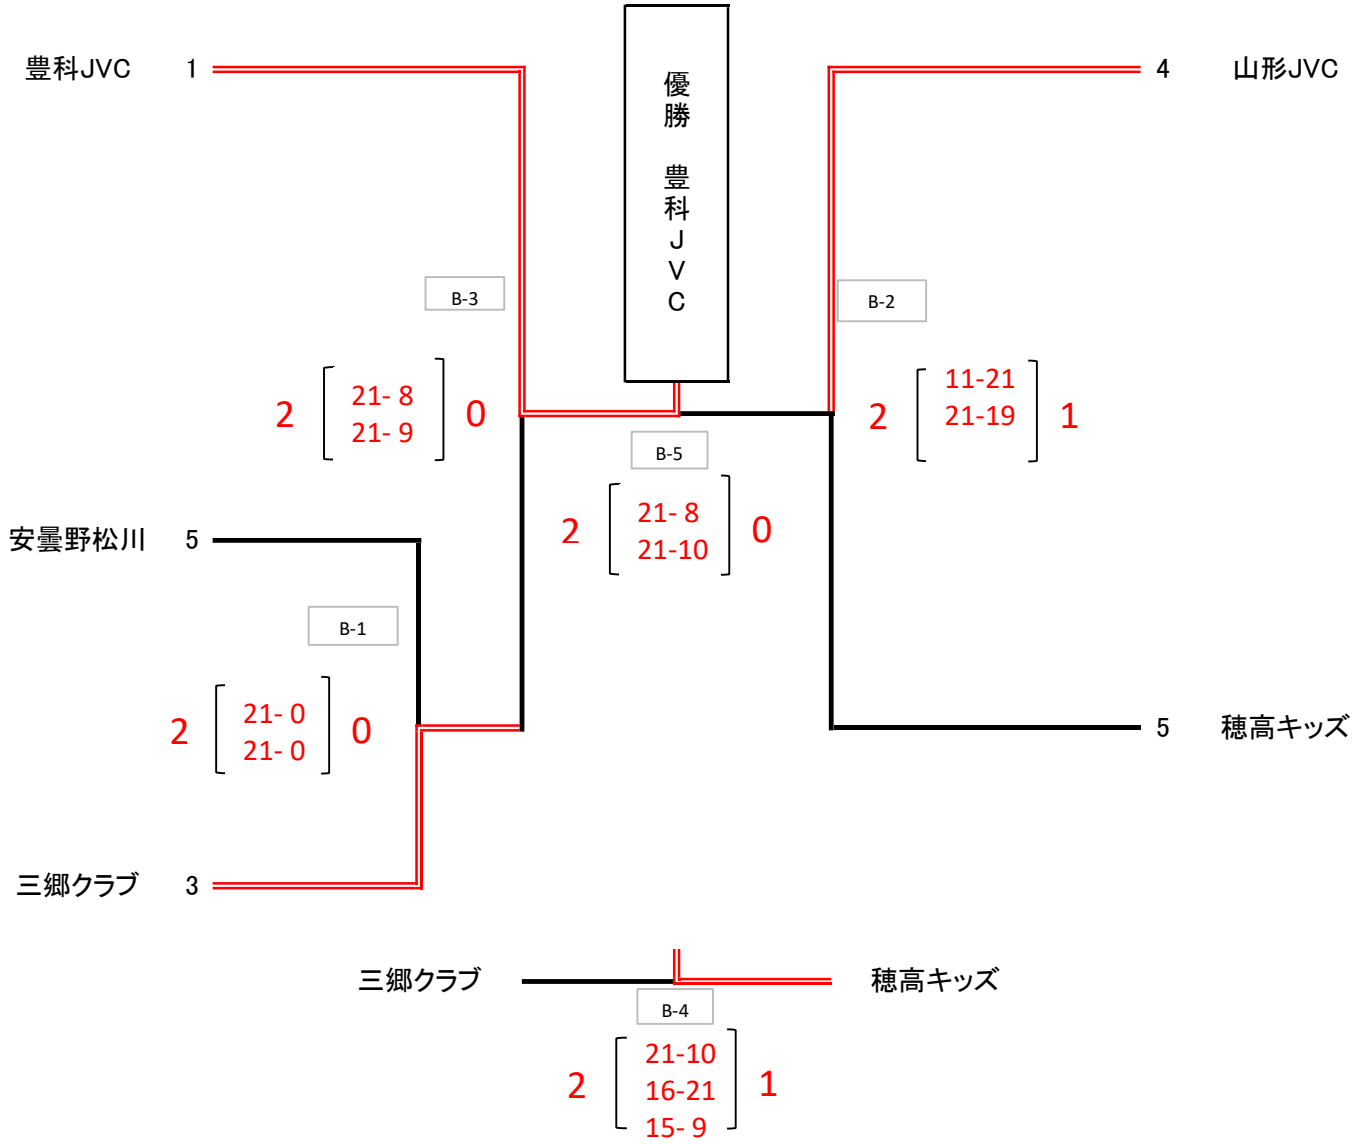 豊科JVC 1
4 山形JVC
優勝 豊科JVC
B-3
B-2
2 21- 8 0
21- 9
2 11-21 1
21-19
B-5
2 21- 8 0
21-10
安曇野松川 5
B-1
2 21- 0 0
21- 0
5 穂高キッズ
三郷クラブ 3
三郷クラブ 穂高キッズ
B-4
2 21-10 1
16-21
15- 9